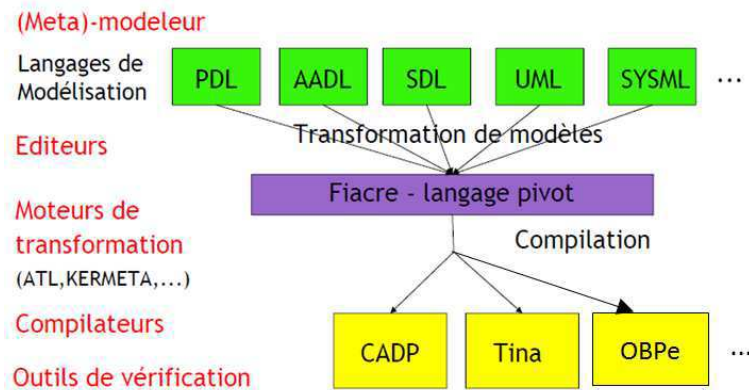 (Meta)-modeleur
Langages de
Modélisation
PDL
AADL
SDL
UML
SYSML
...
Transformation de modèles
Editeurs
Fiacre - langage pivot
Moteurs de
transformation
(ATL,KERMETA,...)
Compilation
Compilateurs
CADP
Tina
OBPe
...
Outils de vérification